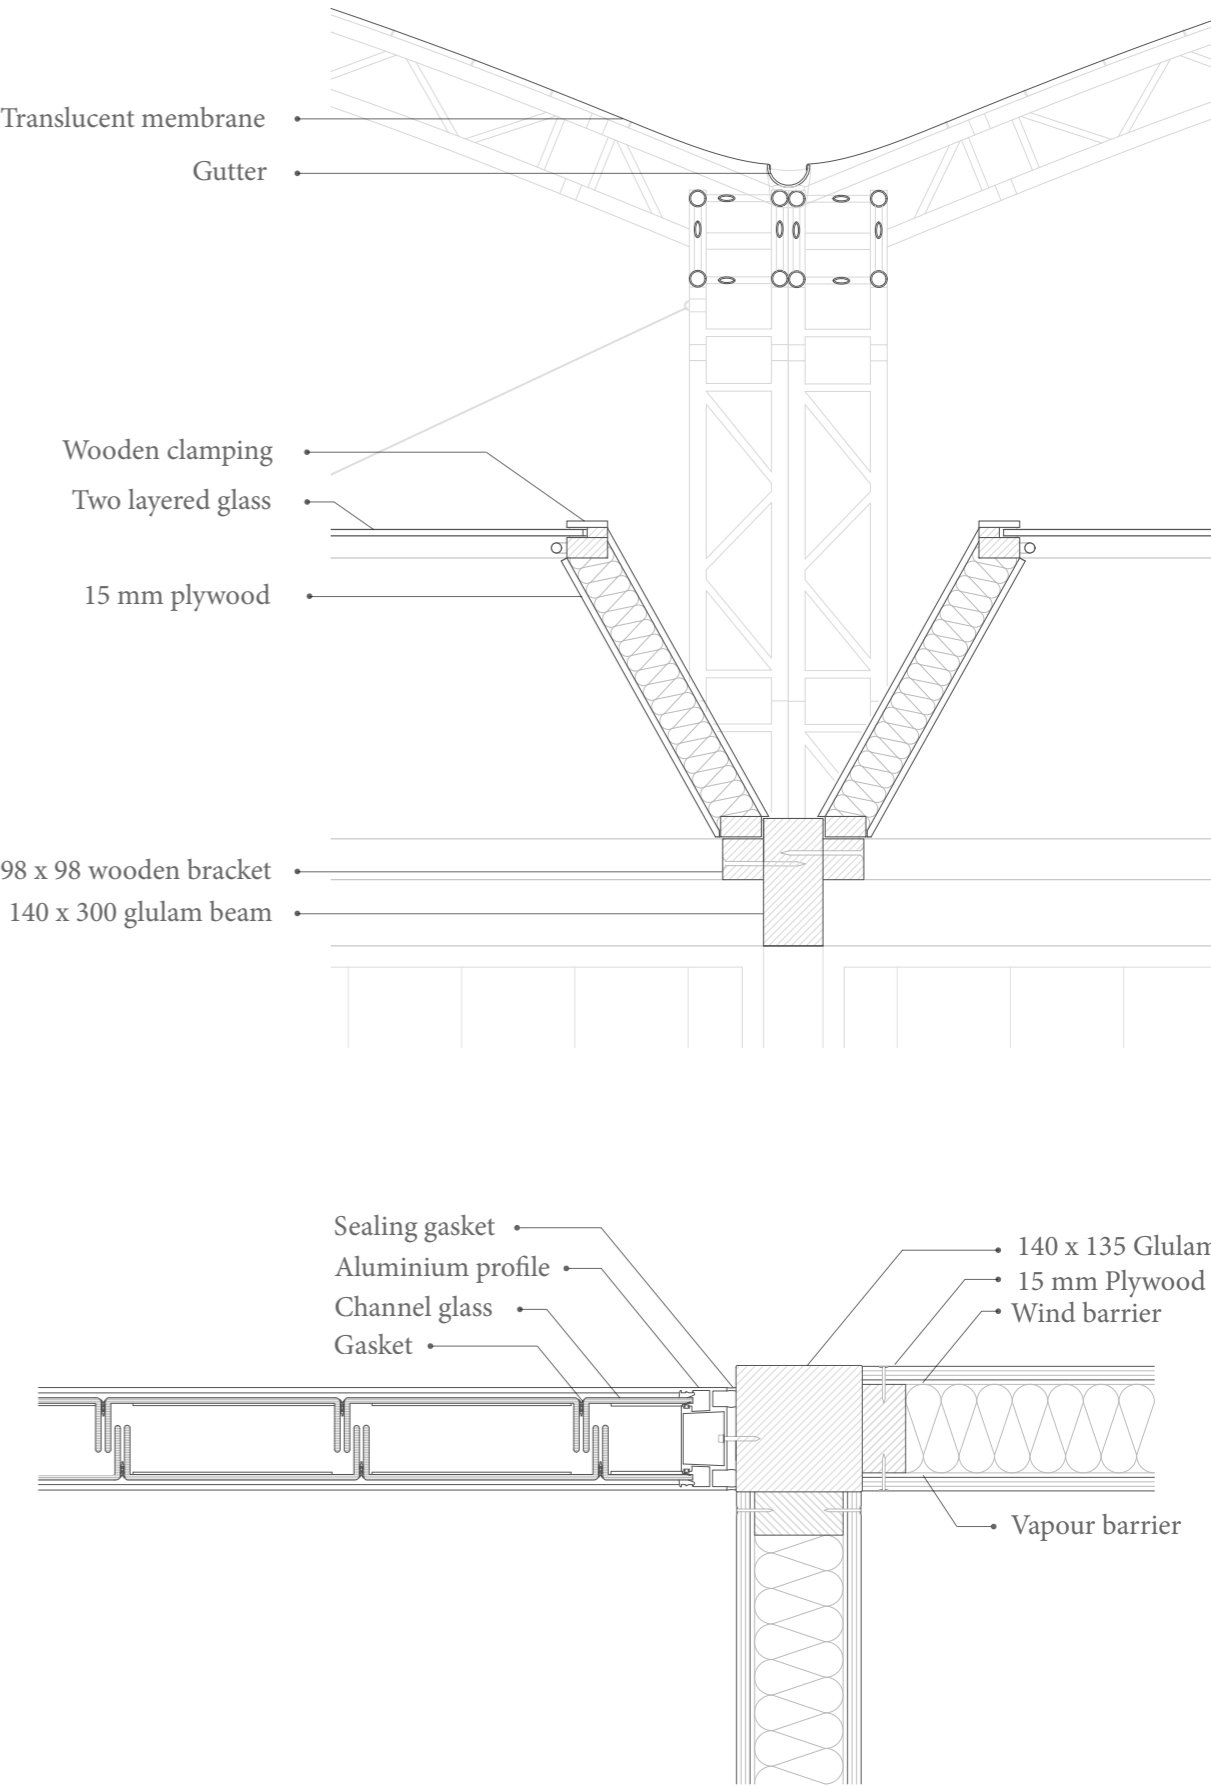 Translucent membrane
Gutter
Wooden clamping
Two layered glass
15 mm plywood
98 x 98 wooden bracket
140 x 300 glulam beam
Sealing gasket
Aluminium profile
Channel glass
Gasket
140 x 135 Glulam
15 mm Plywood
Wind barrier
Vapour barrier